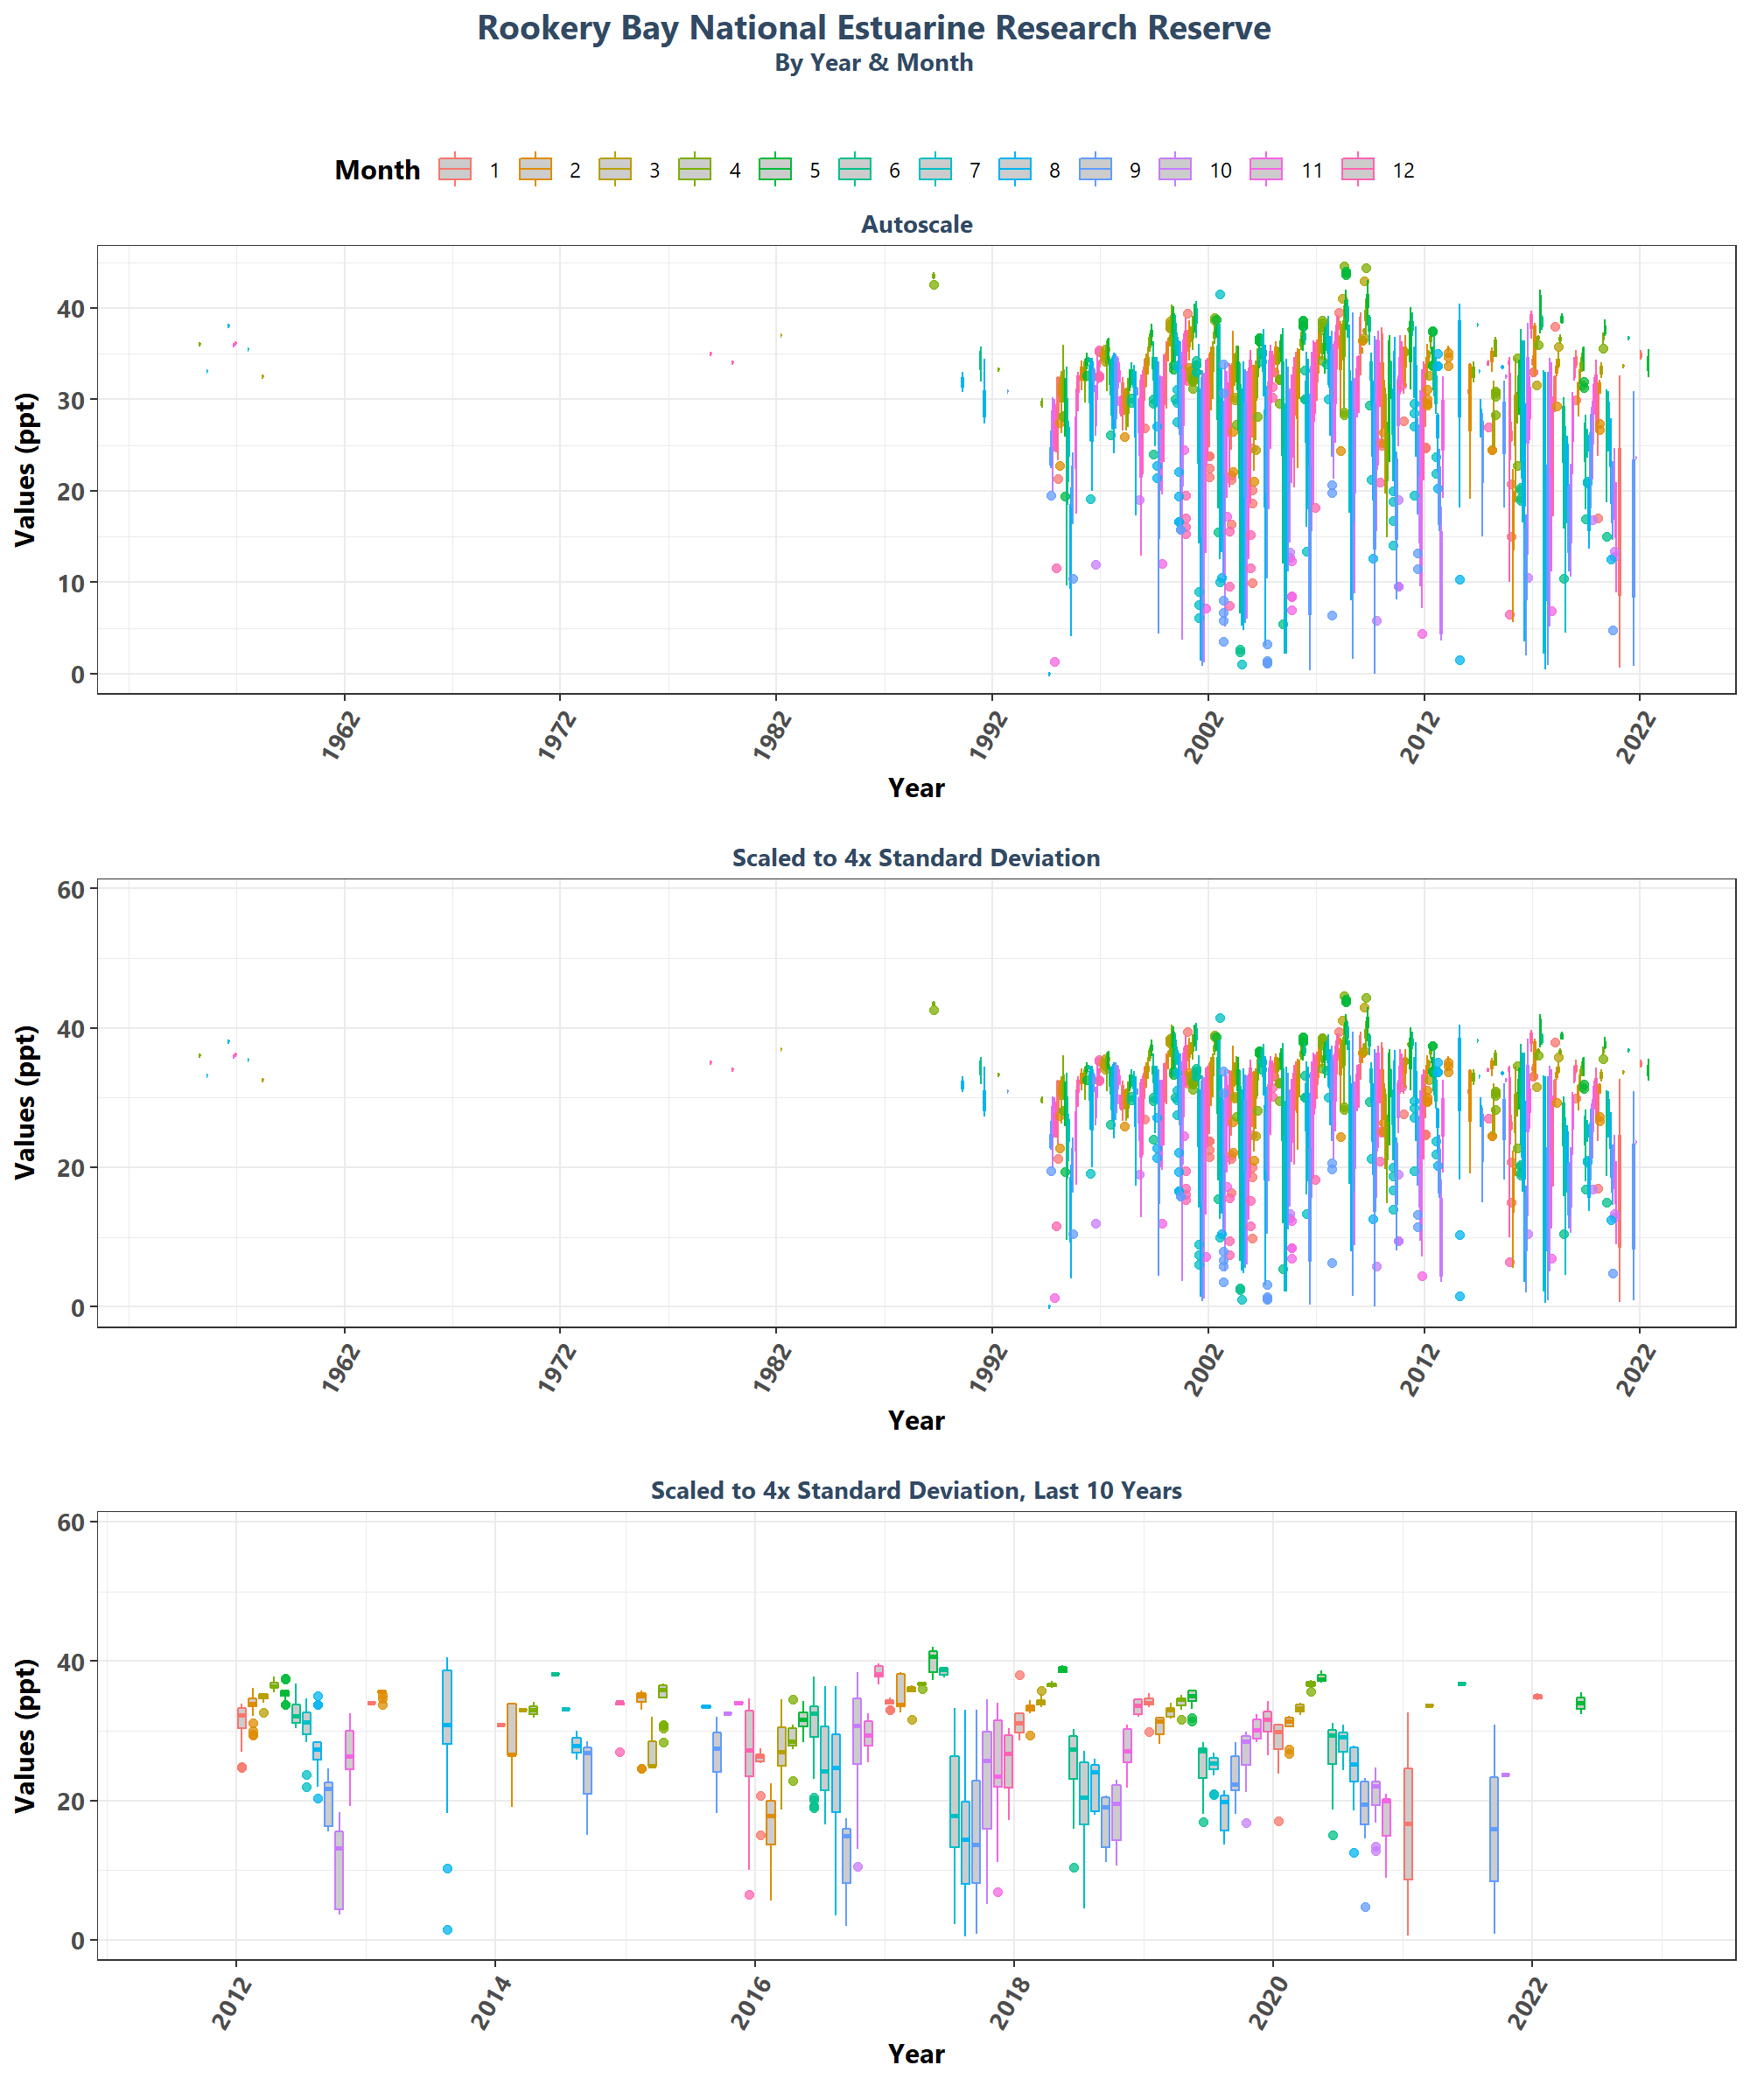 Rookery Bay National Estuarine Research Reserve
By Year & Month
Month 1 2 3 4 5 6 7 8 9 10 11 12
Autoscale
Values (ppt)
40
30
20
10
0
1962 1972 1982 1992 2002 2012 2022
Year
Scaled to 4x Standard Deviation
Values (ppt)
60
40
20
0
1962 1972 1982 1992 2002 2012 2022
Year
Scaled to 4x Standard Deviation, Last 10 Years
Values (ppt)
60
40
20
0
2012 2014 2016 2018 2020 2022
Year